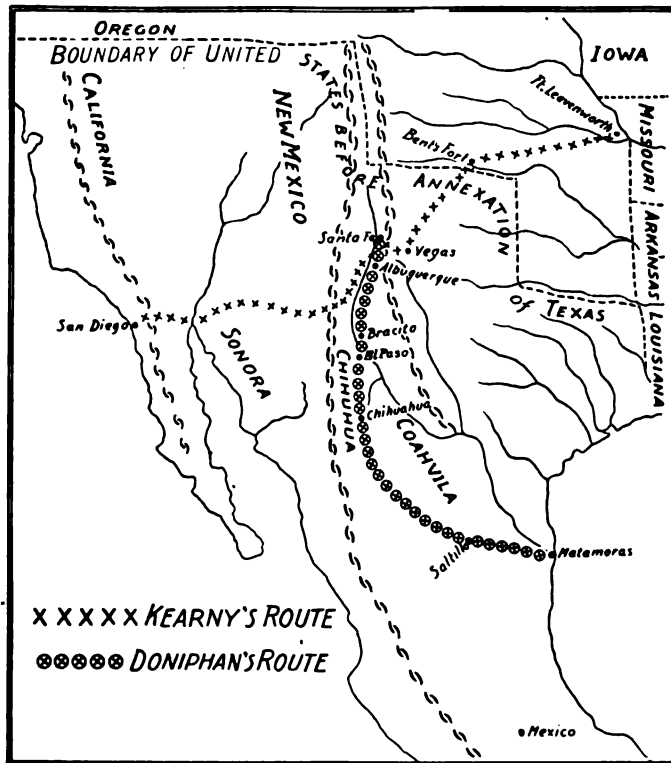 OREGON
BOUNDARY OF UNITED
STATES BEFORE
ANNEXATION
of TEXAS
IOWA
CALIFORNIA
NEW MEXICO
Ft. Leavenworth
MISSOURI
Bents Fort
ARKANSAS
Santa Fe
Vegas
Albuquerque
LOUISIANA
San Diego
SONORA
Bracito
El Paso
CHIHUHUA
Chihuahua
COAHVILA
Saltillo
Matamoras
X X X X X KEARNY'S ROUTE
⊗⊗⊗⊗⊗ DONIPHAN'S ROUTE
Mexico